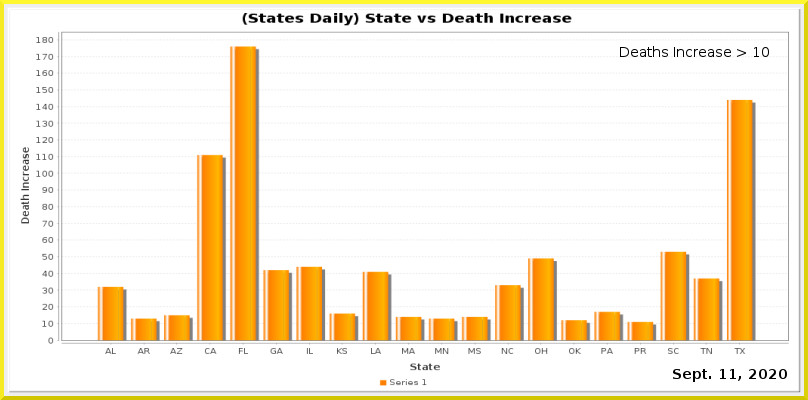 (States Daily) State vs Death Increase
Deaths Increase > 10
180
170
160
150
140
130
120
110
100
90
80
70
60
50
40
30
20
10
0
Death Increase
AL AR AZ CA FL GA IL KS LA MA MN MS NC OH OK PA PR SC TN TX
State
Series 1
Sept. 11, 2020